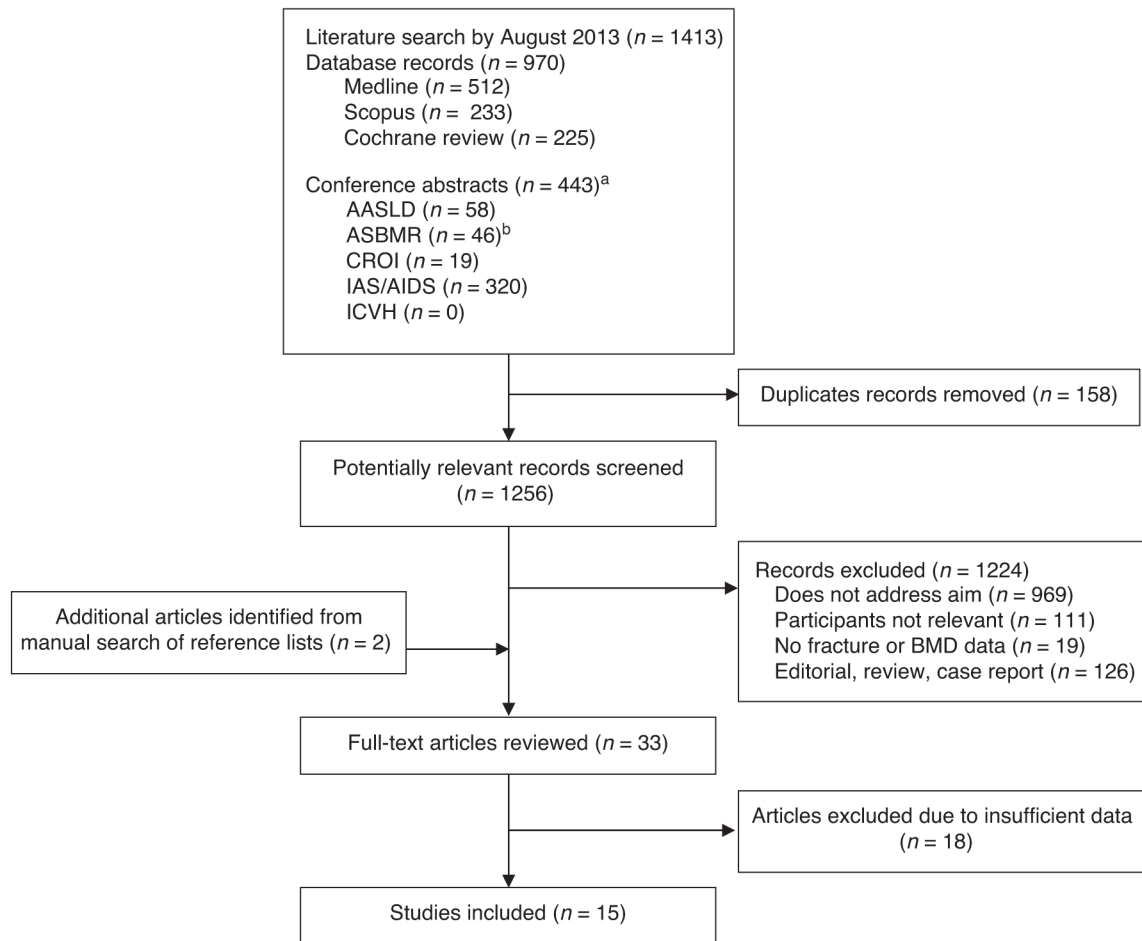 Literature search by August 2013 (n = 1413)
Database records (n = 970)
Medline (n = 512)
Scopus (n = 233)
Cochrane review (n = 225)
Conference abstracts (n = 443)a
AASLD (n = 58)
ASBMR (n = 46)b
CROI (n = 19)
IAS/AIDS (n = 320)
ICVH (n = 0)
Duplicates records removed (n = 158)
Potentially relevant records screened
(n = 1256)
Records excluded (n = 1224)
Does not address aim (n = 969)
Participants not relevant (n = 111)
No fracture or BMD data (n = 19)
Editorial, review, case report (n = 126)
Additional articles identified from
manual search of reference lists (n = 2)
Full-text articles reviewed (n = 33)
Articles excluded due to insufficient data
(n = 18)
Studies included (n = 15)